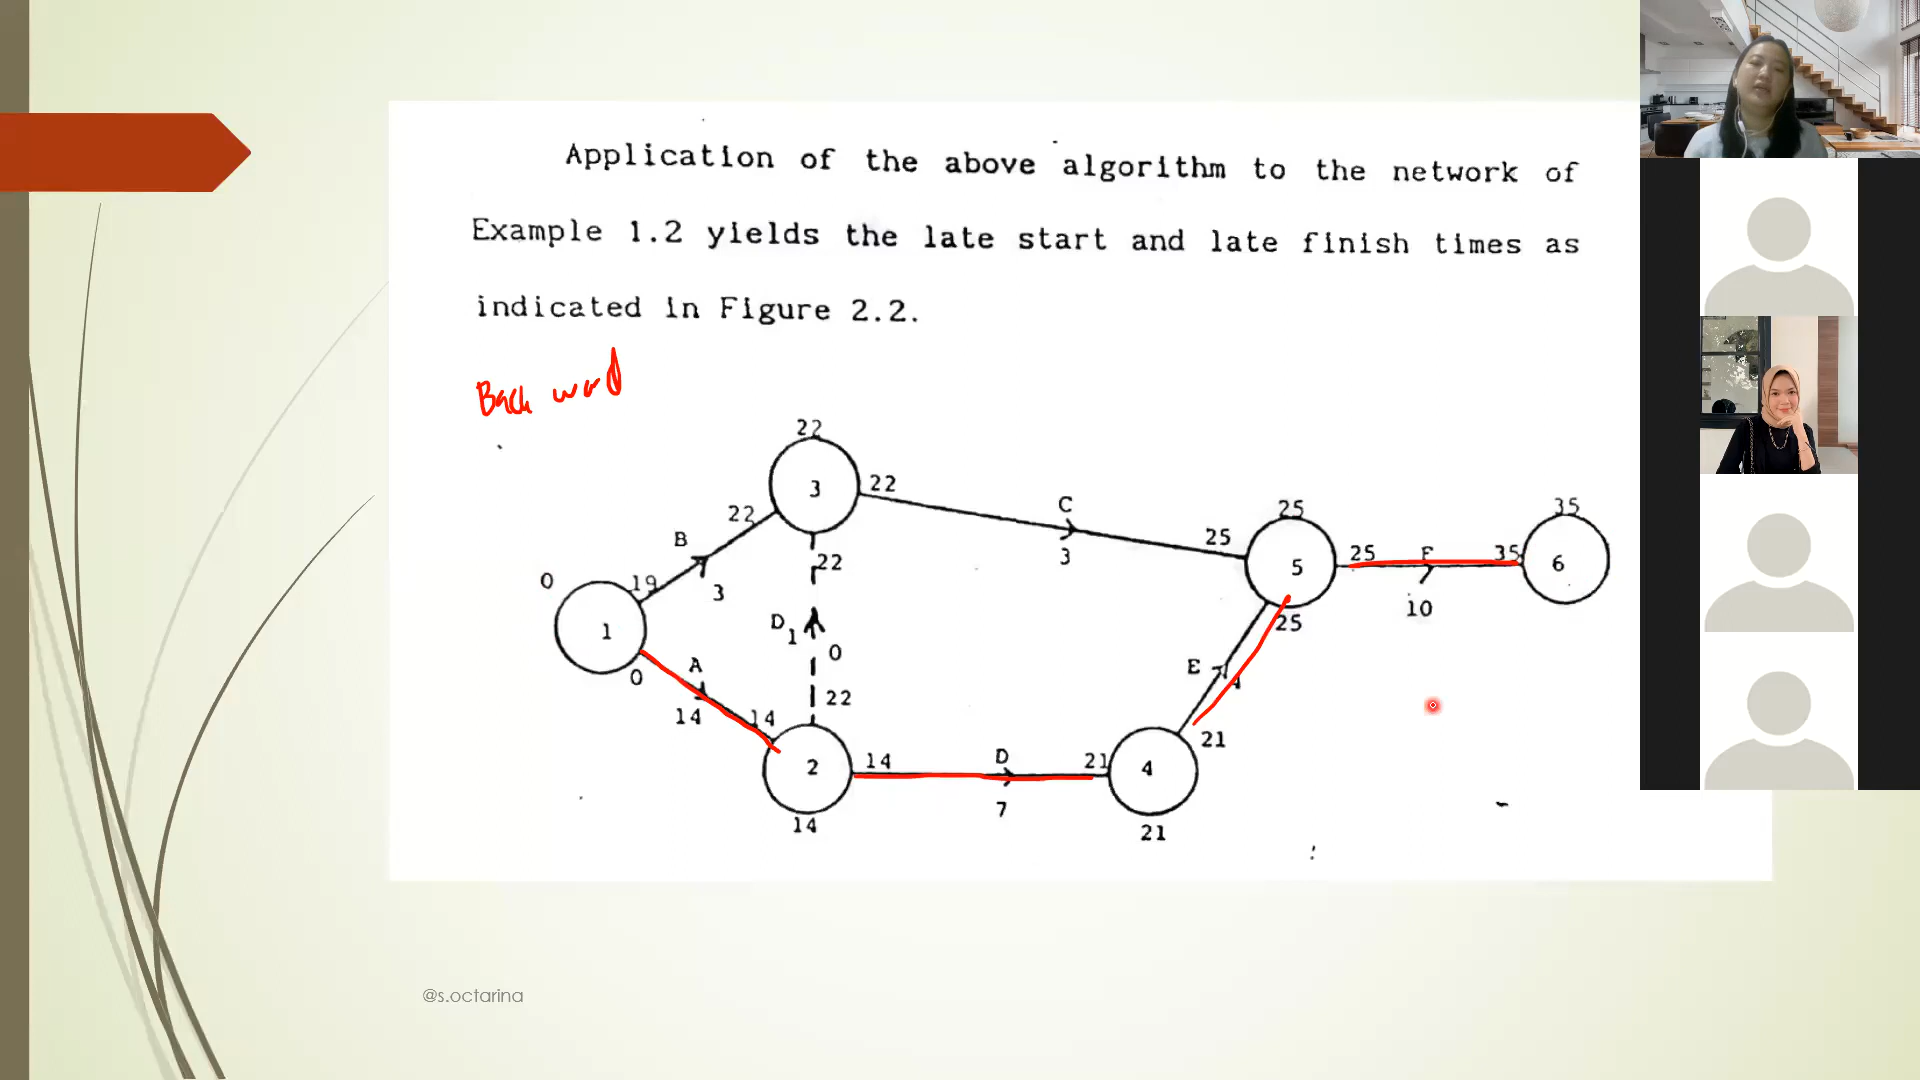 Application of the above algorithm to the network of
Example 1.2 yields the late start and late finish times as
indicated in Figure 2.2.
Back word
22
3
22
C
3
25
25
5
25
F
35
35
6
10
22
B
3
0
19
1
0
A
14
14
22
D1
0
22
2
14
14
D
7
21
4
21
21
E
25
@s.octarina